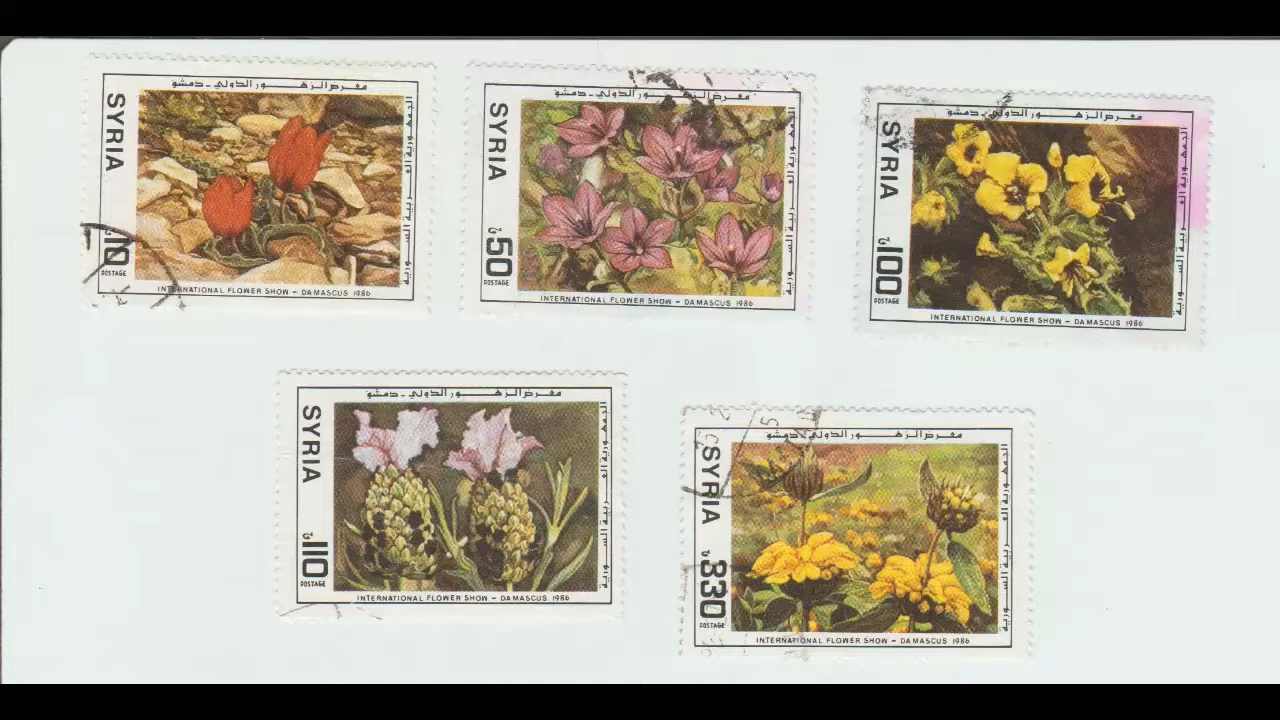 معرض الزهور الدولي - دمشق
SYRIA
الجمهورية العربية السورية
10
POSTAGE
INTERNATIONAL FLOWER SHOW – DAMASCUS 1986
معرض الزهور الدولي - دمشق
SYRIA
الجمهورية العربية السورية
50
POSTAGE
INTERNATIONAL FLOWER SHOW – DAMASCUS 1986
معرض الزهور الدولي - دمشق
SYRIA
الجمهورية العربية السورية
100
POSTAGE
INTERNATIONAL FLOWER SHOW – DAMASCUS 1986
معرض الزهور الدولي - دمشق
SYRIA
الجمهورية العربية السورية
110
POSTAGE
INTERNATIONAL FLOWER SHOW – DAMASCUS 1986
معرض الزهور الدولي - دمشق
SYRIA
الجمهورية العربية السورية
330
POSTAGE
INTERNATIONAL FLOWER SHOW – DAMASCUS 1986